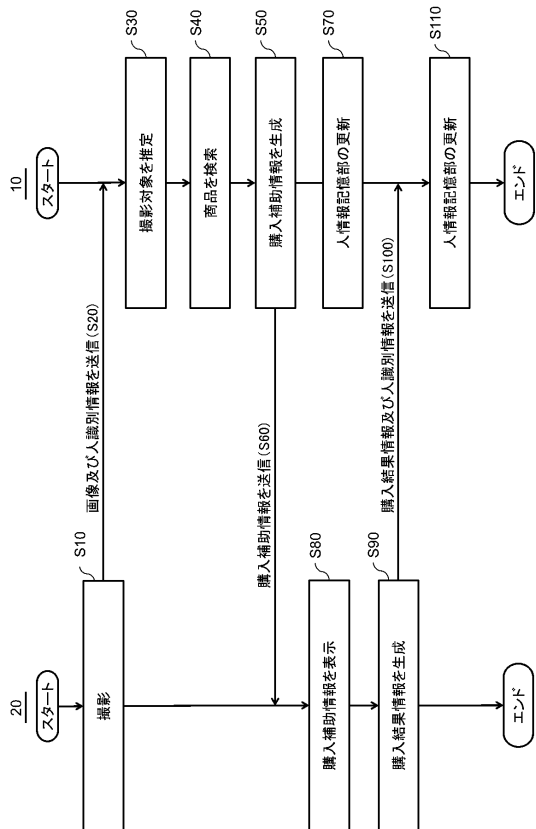 20
スタート
S10
撮影
画像及び人識別情報を送信(S20)
10
スタート
S30
撮影対象を推定
S40
商品を検索
S50
購入補助情報を生成
購入補助情報を送信(S60)
S70
人情報記憶部の更新
S80
購入補助情報を表示
S90
購入結果情報を生成
購入結果情報及び人識別情報を送信(S100)
S110
人情報記憶部の更新
エンド
エンド